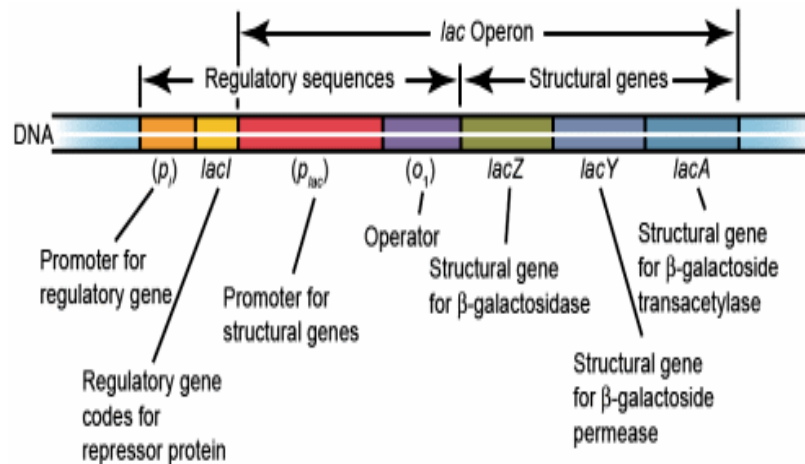 lac Operon
Regulatory sequences
Structural genes
DNA
(pi)
lacI
(plac)
(o1)
lacZ
lacY
lacA
Promoter for
regulatory gene
Regulatory gene
codes for
repressor protein
Promoter for
structural genes
Operator
Structural gene
for β-galactosidase
Structural gene
for β-galactoside
permease
Structural gene
for β-galactoside
transacetylase